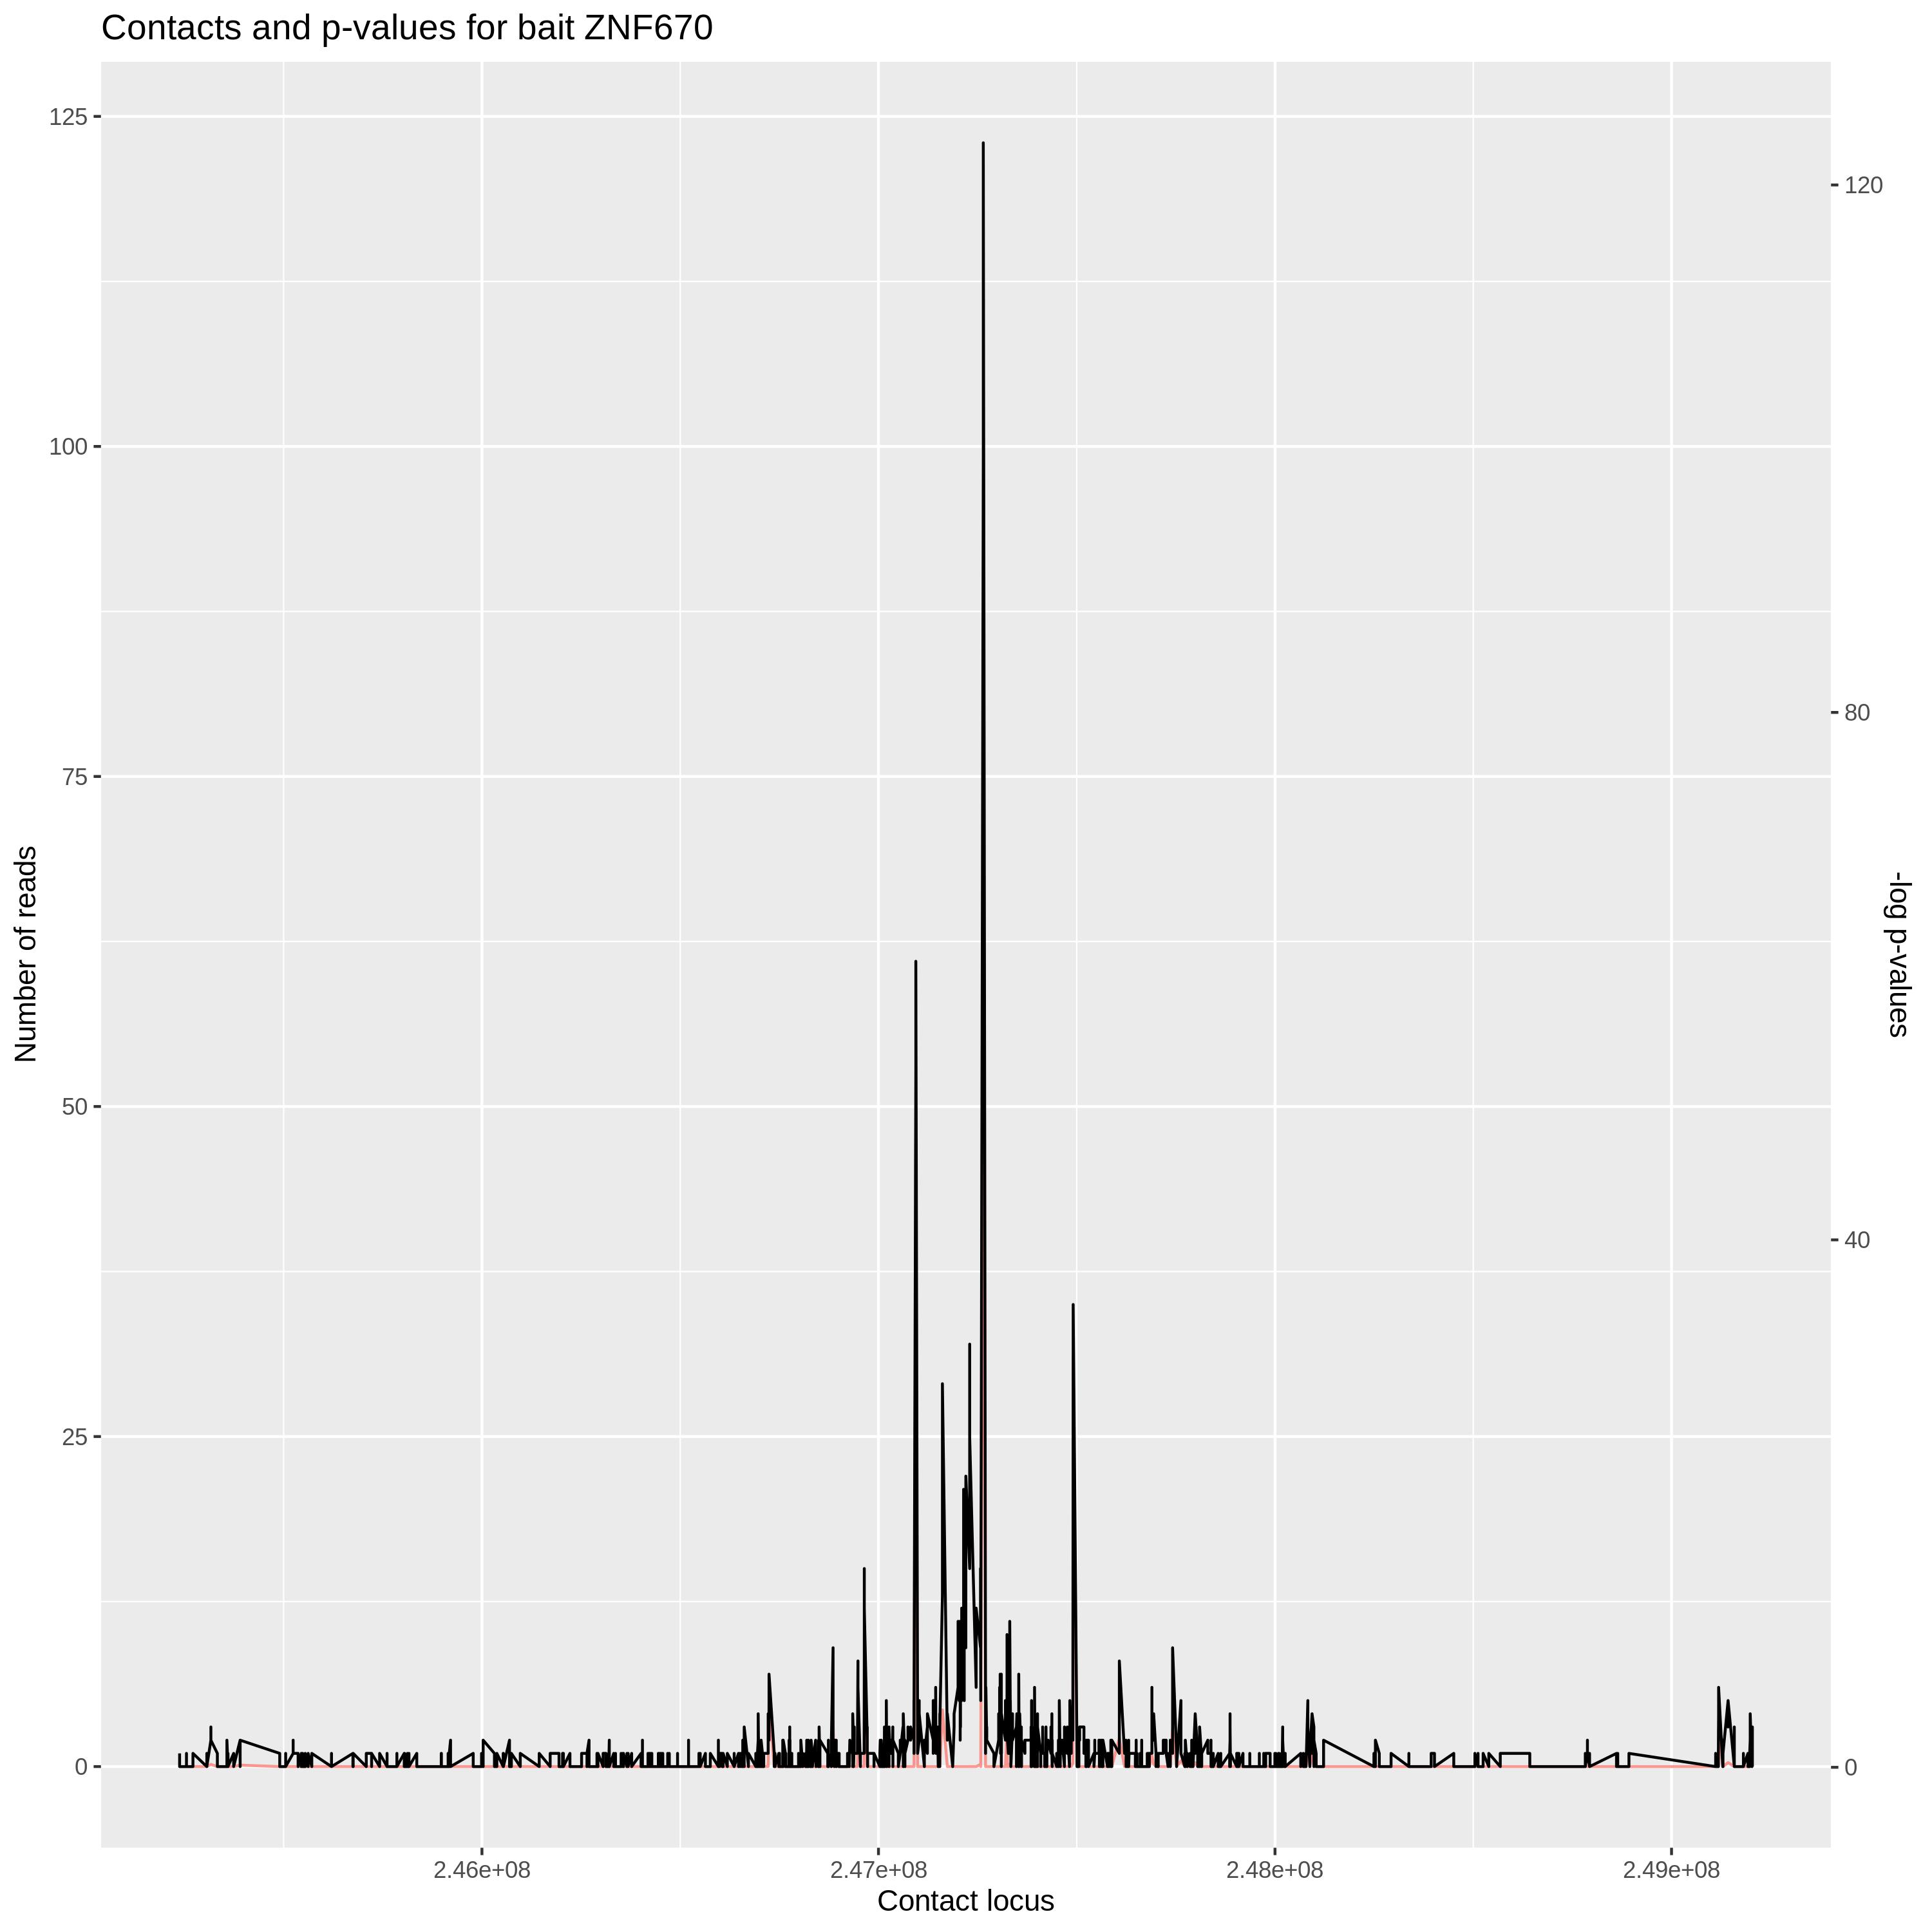 Contacts and p-values for bait ZNF670
125
100
75
50
25
0
Number of reads
120
80
40
0
-log p-values
2.46e+08 2.47e+08 2.48e+08 2.49e+08
Contact locus